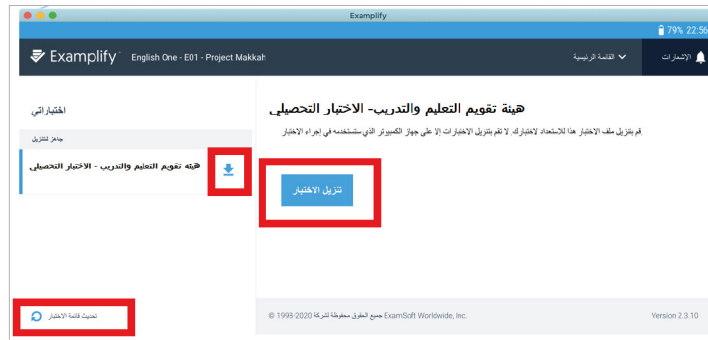 Examplify
79% 22:56
Examplify English One - E01 - Project Makkah
القائمة الرئيسية
الإشعارات
اختباراتي
جاهز للتنزيل
هيئه تقويم التعليم والتدريب - الاختبار التحصيلي
هيئة تقويم التعليم والتدريب- الاختبار التحصيلي
قم بتنزيل ملف الاختبار هذا للاستعداد لاختبارك. لا تقم بتنزيل الاختبارات إلا على جهاز الكمبيوتر الذي ستستخدمه في إجراء الاختبار.
تنزيل الاختبار
تحديث قائمة الاختبار
© 1998-2020 جميع الحقوق محفوظة لشركة ExamSoft Worldwide, Inc.
Version 2.3.10